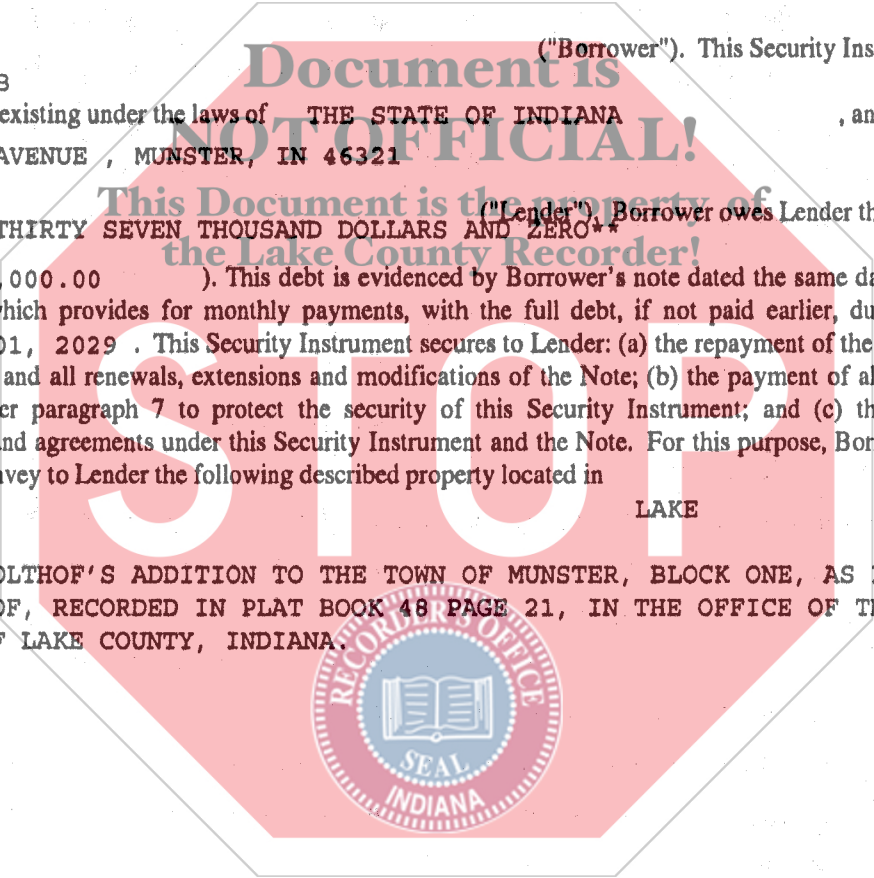 ("Borrower"). This Security Ins
B
existing under the laws of THE STATE OF INDIANA , an
AVENUE , MUNSTER, IN 46321
("Lender"). Borrower owes Lender th
THIRTY SEVEN THOUSAND DOLLARS AND ZERO**
,000.00 ). This debt is evidenced by Borrower's note dated the same da
which provides for monthly payments, with the full debt, if not paid earlier, du
01, 2029 . This Security Instrument secures to Lender: (a) the repayment of the
and all renewals, extensions and modifications of the Note; (b) the payment of al
er paragraph 7 to protect the security of this Security Instrument; and (c) th
nd agreements under this Security Instrument and the Note. For this purpose, Bor
vey to Lender the following described property located in
LAKE
OLTHOF'S ADDITION TO THE TOWN OF MUNSTER, BLOCK ONE, AS
OF, RECORDED IN PLAT BOOK 48 PAGE 21, IN THE OFFICE OF T
F LAKE COUNTY, INDIANA.
Document is
NOT OFFICIAL!
This Document is the property of
the Lake County Recorder!
STOP
RECORDER'S OFFICE
SEAL
INDIANA